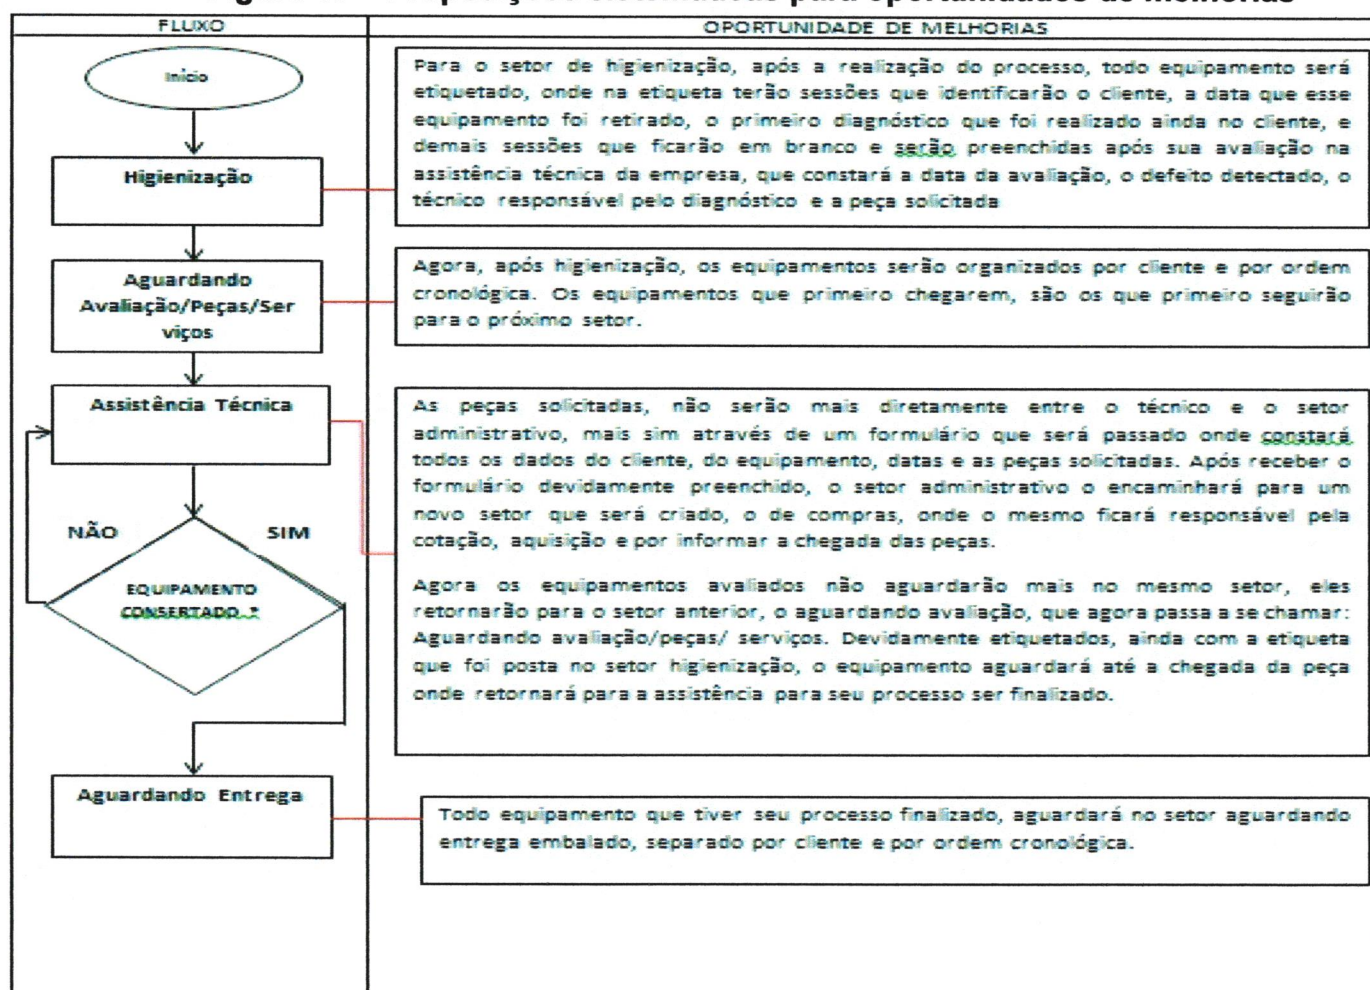 para oportunidades de melhorias
FLUXO
OPORTUNIDADE DE MELHORIAS
Início
Higienização
Aguardando
Avaliação/Peças/Ser
viços
Assistência Técnica
NÃO
SIM
EQUIPAMENTO
CONSERTADO
Aguardando Entrega
Para o setor de higienização, após a realização do processo, todo equipamento será
etiquetado, onde na etiqueta terão sessões que identificarão o cliente, a data que esse
equipamento foi retirado, o primeiro diagnóstico que foi realizado ainda no cliente, e
demais sessões que ficarão em branco e serão preenchidas após sua avaliação na
assistência técnica da empresa, que constará a data da avaliação, o defeito detectado, o
técnico responsável pelo diagnóstico e a peça solicitada
Agora, após higienização, os equipamentos serão organizados por cliente e por ordem
cronológica. Os equipamentos que primeiro chegarem, são os que primeiro seguirão
para o próximo setor.
As peças solicitadas, não serão mais diretamente entre o técnico e o setor
administrativo, mais sim através de um formulário que será passado onde constará
todos os dados do cliente, do equipamento, datas e as peças solicitadas. Após receber o
formulário devidamente preenchido, o setor administrativo o encaminhará para um
novo setor que será criado, o de compras, onde o mesmo ficará responsável pela
cotação, aquisição e por informar a chegada das peças.
Agora os equipamentos avaliados não aguardarão mais no mesmo setor, eles
retornarão para o setor anterior, o aguardando avaliação, que agora passa a se chamar:
Aguardando avaliação/peças/ serviços. Devidamente etiquetados, ainda com a etiqueta
que foi posta no setor higienização, o equipamento aguardará até a chegada da peça
onde retornará para a assistência para seu processo ser finalizado.
Todo equipamento que tiver seu processo finalizado, aguardará no setor aguardando
entrega embalado, separado por cliente e por ordem cronológica.